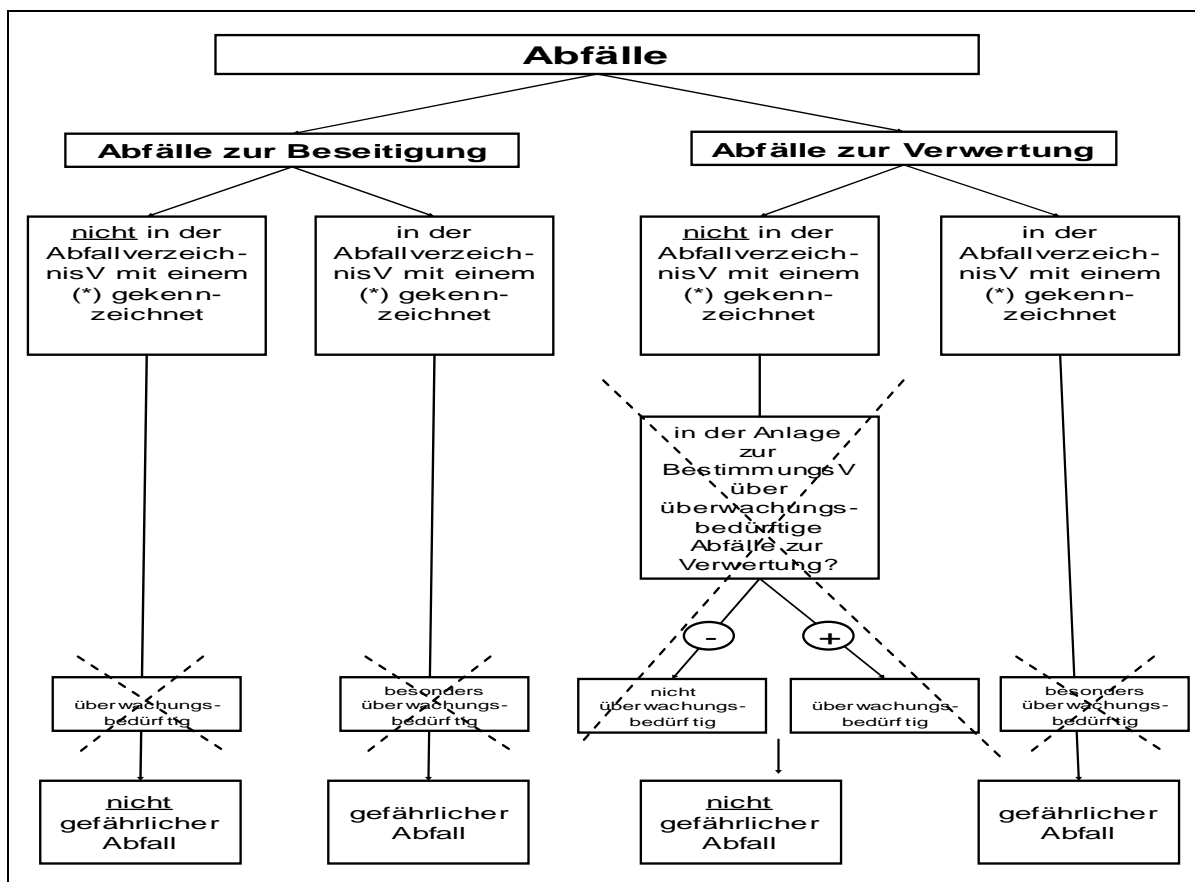 Abfälle
Abfälle zur Beseitigung
Abfälle zur Verwertung
nicht in der
Abfallverzeich-
nisV mit einem
(*) gekenn-
zeichnet
in der
Abfallverzeich-
nisV mit einem
(*) gekenn-
zeichnet
nicht in der
Abfallverzeich-
nisV mit einem
(*) gekenn-
zeichnet
in der
Abfallverzeich-
nisV mit einem
(*) gekenn-
zeichnet
in der Anlage
zur
BestimmungsV
über
überwachungs-
bedürftige
Abfälle zur
Verwertung?
-
+
überwachungs-
bedürftig
besonders
überwachungs-
bedürftig
nicht
überwachungs-
bedürftig
überwachungs-
bedürftig
besonders
überwachungs-
bedürftig
nicht
gefährlicher
Abfall
gefährlicher
Abfall
nicht
gefährlicher
Abfall
gefährlicher
Abfall